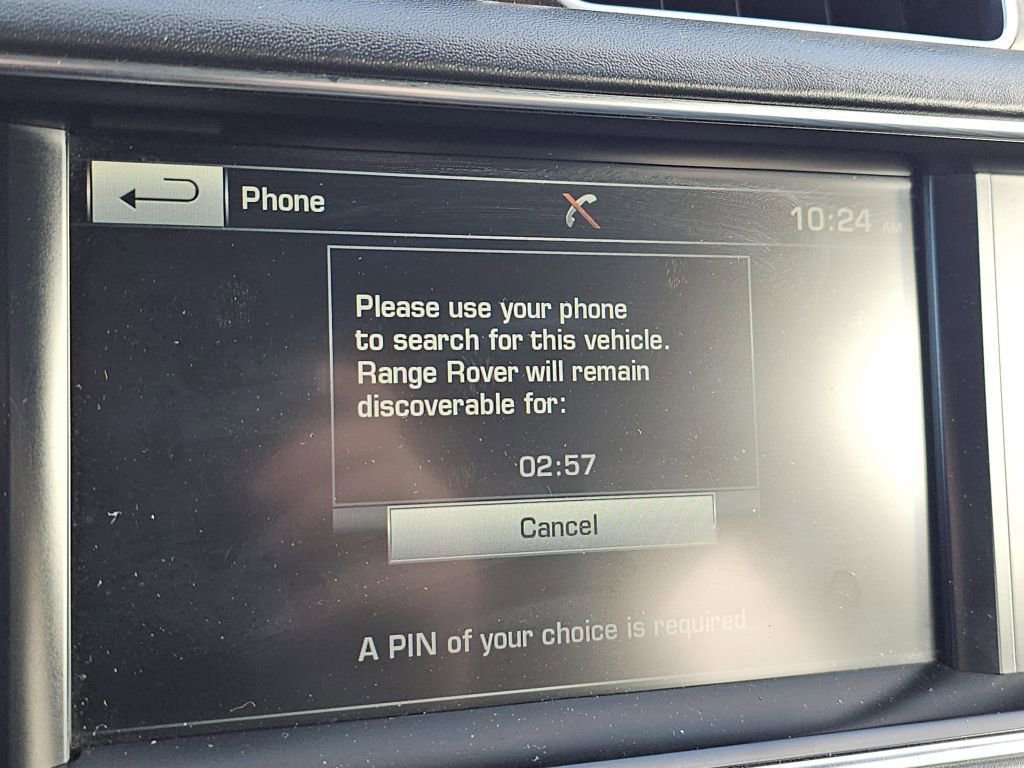 Phone
10:24 AM
Please use your phone
to search for this vehicle.
Range Rover will remain
discoverable for:
02:57
Cancel
A PIN of your choice is required